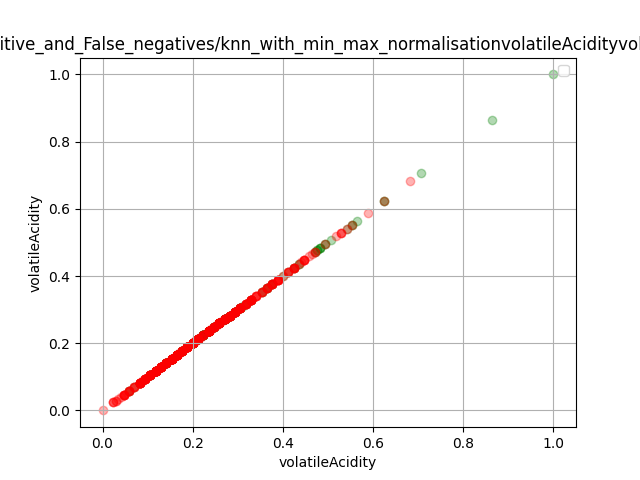 itive_and_False_negatives/knn_with_min_max_normalisationvolatileAcidityvol
1.0
0.8
0.6
0.4
0.2
0.0
volatileAcidity
0.0 0.2 0.4 0.6 0.8 1.0
volatileAcidity